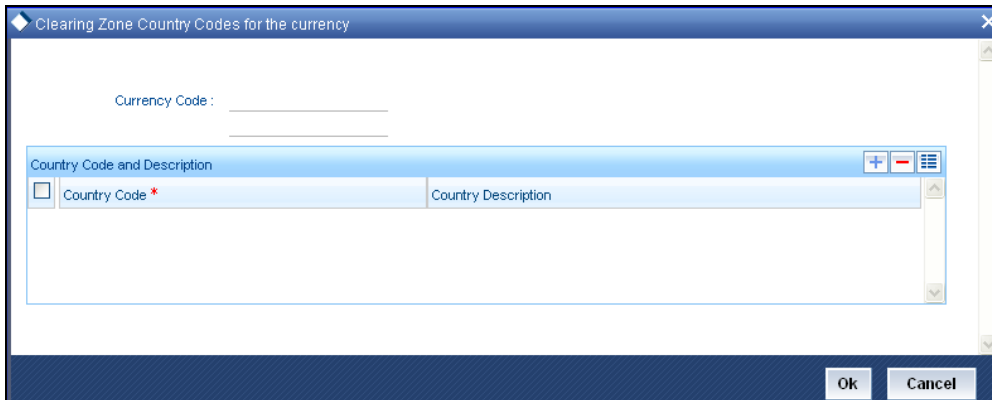 Clearing Zone Country Codes for the currency
Currency Code :
Country Code and Description
Country Code * Country Description
Ok Cancel